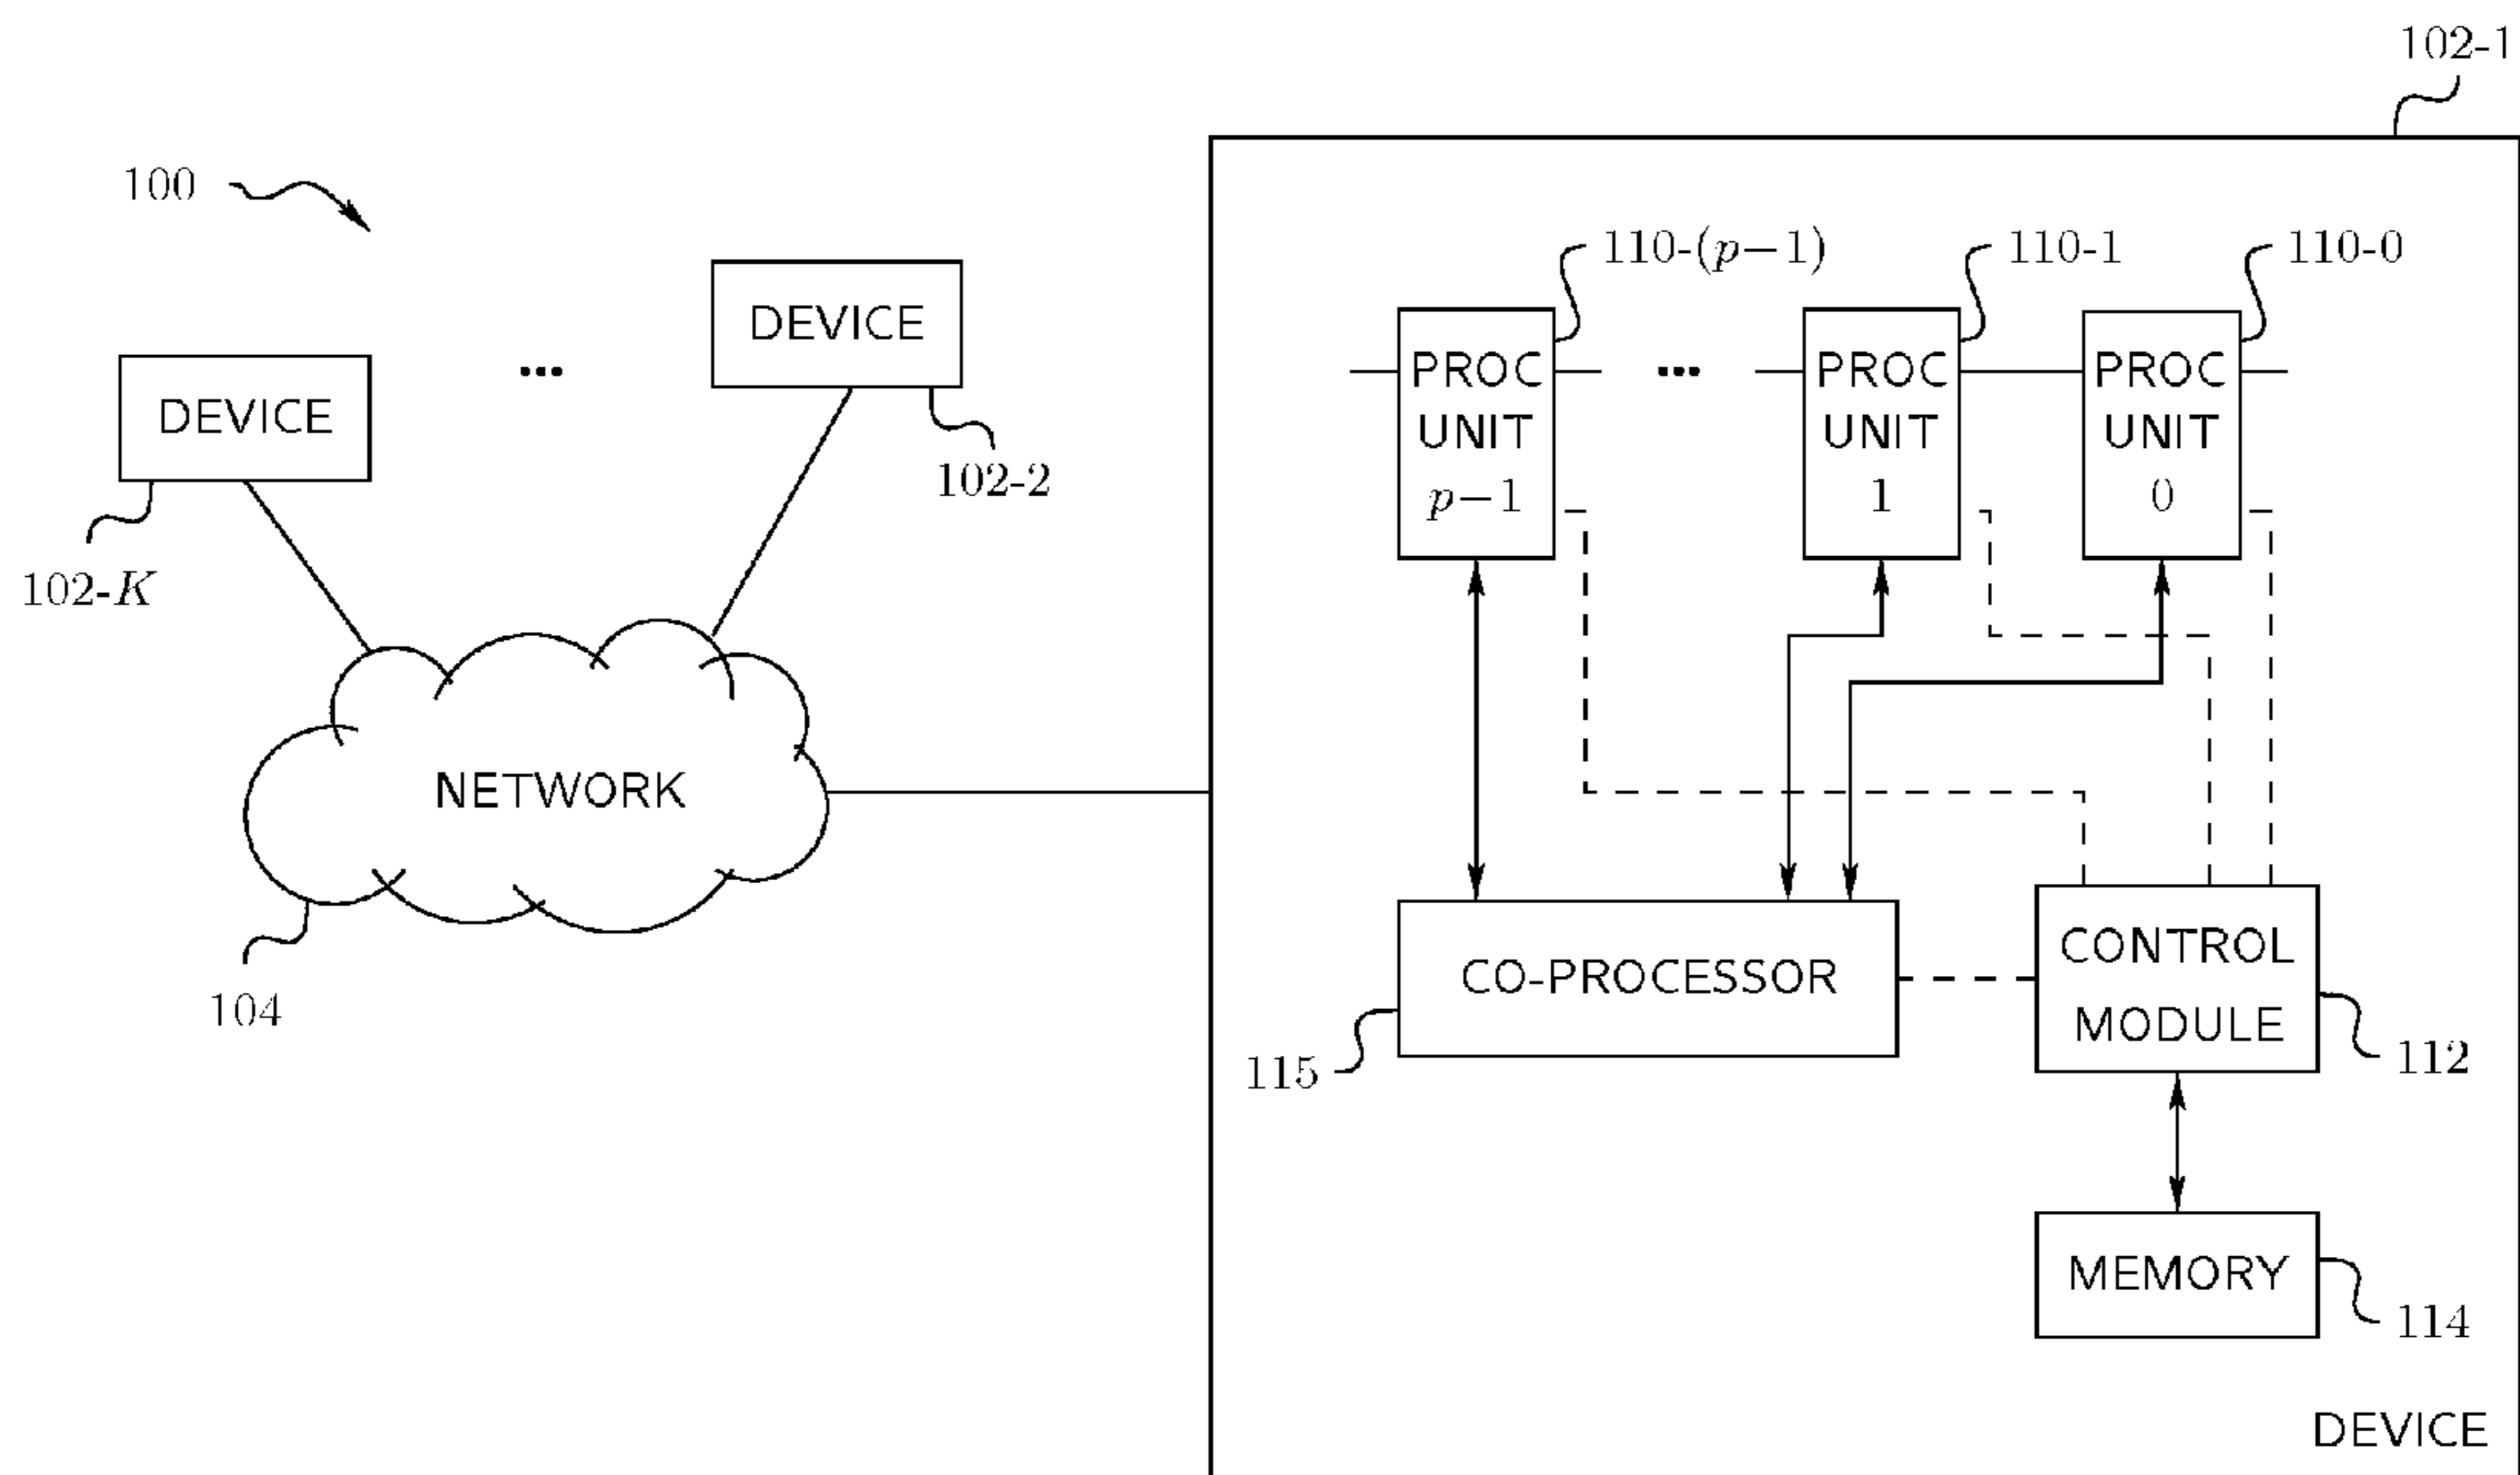 102-1
100
110-(p−1)
110-1
110-0
DEVICE
...
DEVICE
PROC
UNIT
p−1
...
PROC
UNIT
1
PROC
UNIT
0
102-2
102-K
NETWORK
104
CO-PROCESSOR
CONTROL
MODULE
115
112
MEMORY
114
DEVICE